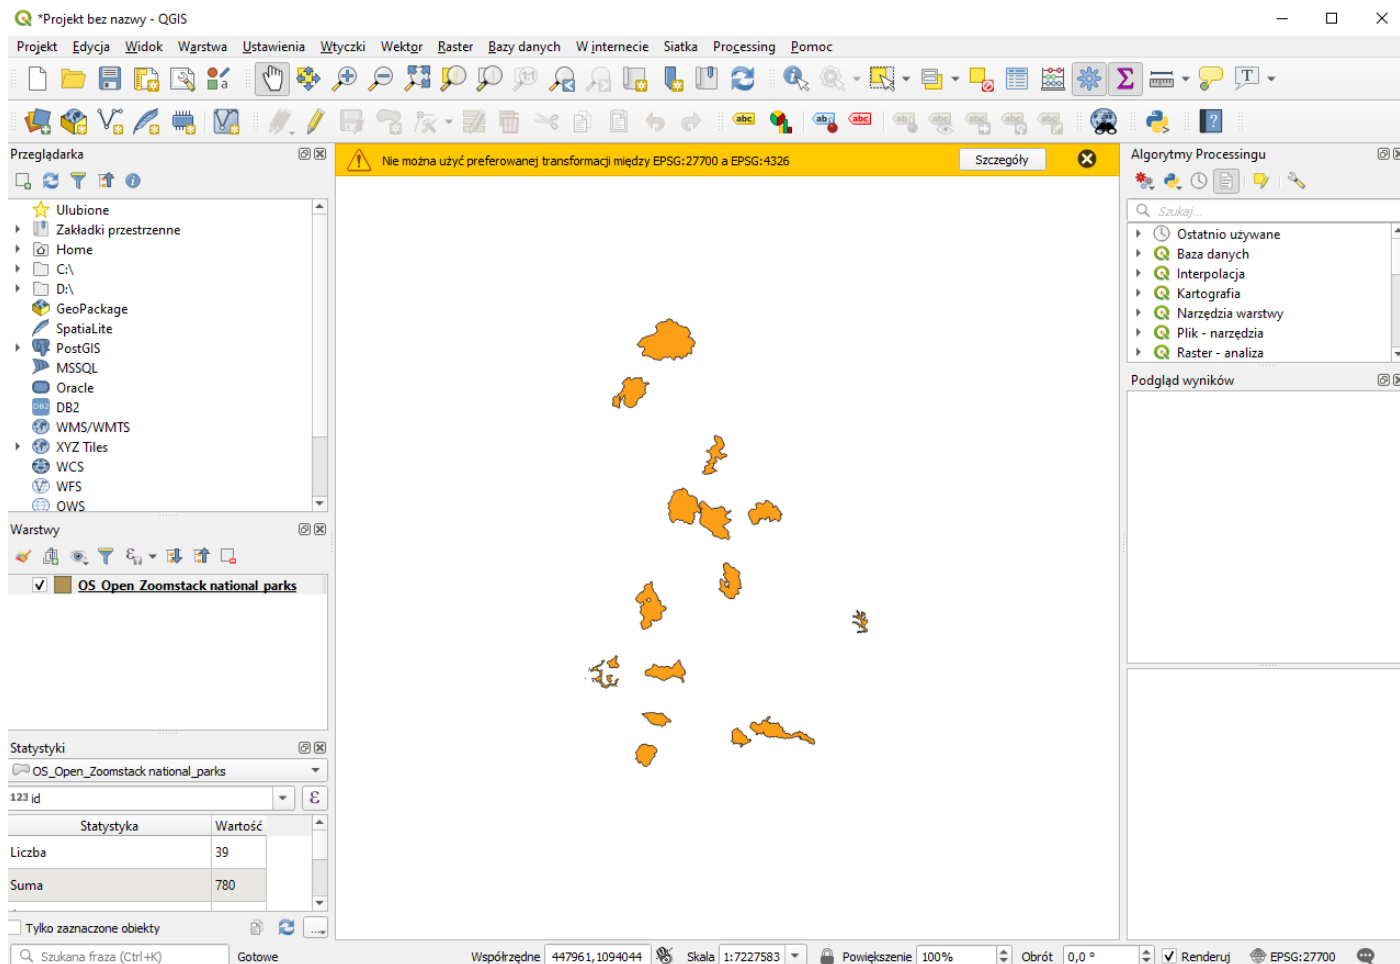 *Projekt bez nazwy - QGIS
Projekt Edycja Widok Warstwa Ustawienia Wtyczki Wektor Raster Bazy danych W internecie Siatka Processing Pomoc
Przeglądarka
Ulubione
Zakładki przestrzenne
Home
C:\
D:\
GeoPackage
SpatiaLite
PostGIS
MSSQL
Oracle
DB2
WMS/WMTS
XYZ Tiles
WCS
WFS
OWS
Warstwy
OS_Open_Zoomstack national_parks
Statystyki
OS_Open_Zoomstack national_parks
123 id
ε
Statystyka Wartość
Liczba 39
Suma 780
Tylko zaznaczone obiekty
Nie można użyć preferowanej transformacji między EPSG:27700 a EPSG:4326 Szczegóły
Algorytmy Processingu
Szukaj...
Ostatnio używane
Baza danych
Interpolacja
Kartografia
Narzędzia warstwy
Plik - narzędzia
Raster - analiza
Podgląd wyników
Szukana fraza (Ctrl+K) Gotowe Współrzędne 447961,1094044 Skala 1:7227583 Powiększenie 100% Obrót 0,0 ° Renderuj EPSG:27700